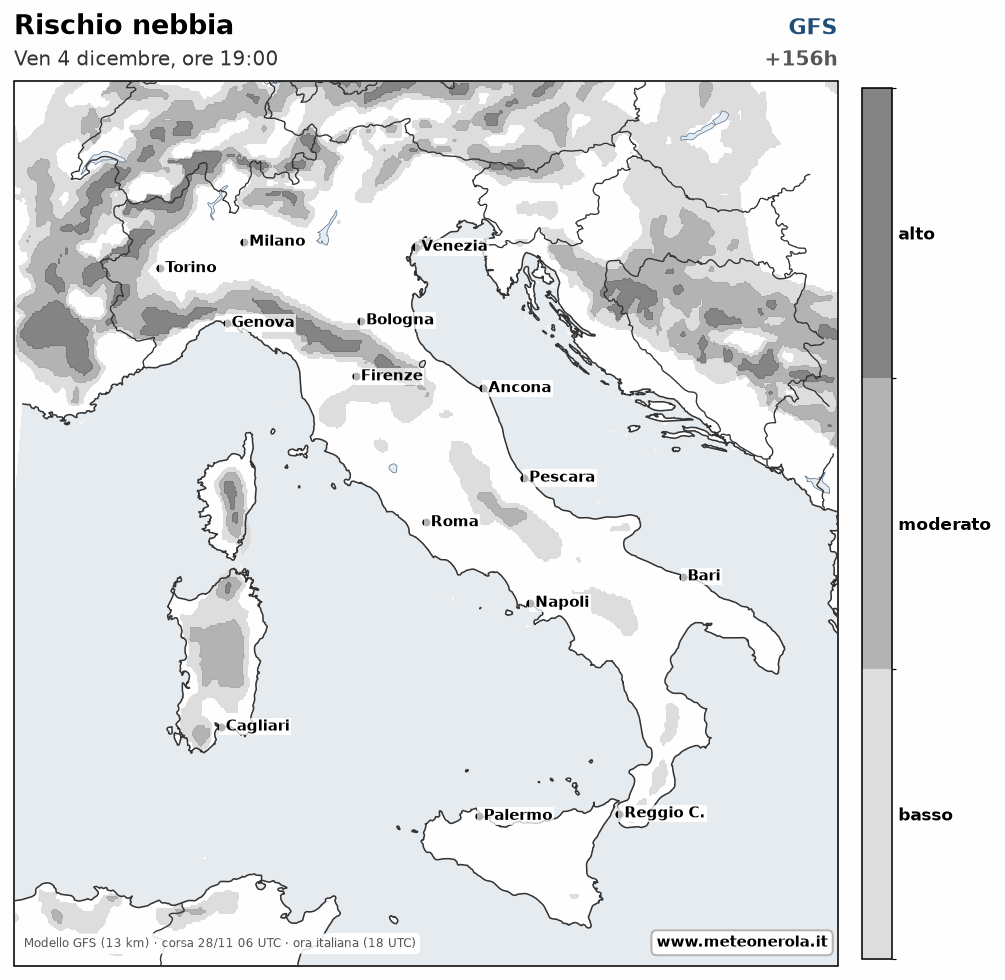 Rischio nebbia
GFS
Ven 4 dicembre, ore 19:00
+156h
Milano
Venezia
Torino
Genova
Bologna
Firenze
Ancona
Pescara
Roma
Bari
Napoli
Cagliari
Palermo
Reggio C.
alto
moderato
basso
Modello GFS (13 km) · corsa 28/11 06 UTC · ora italiana (18 UTC)
www.meteonerola.it